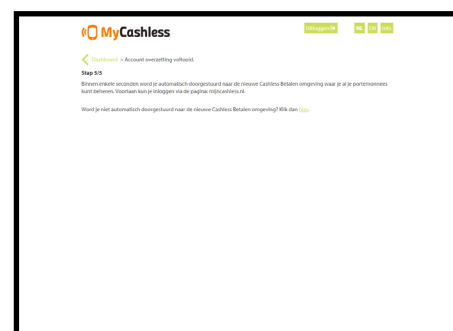 MyCashless
Inloggen
NL EN Info
Dashboard > Account overzetting voltooid.
Stap 5/5
Binnen enkele seconden word je automatisch doorgestuurd naar de nieuwe Cashless Betalen omgeving waar je al je portemonnees
kunt beheren. Voortaan kun je inloggen via de pagina: mijncashless.nl.
Word je niet automatisch doorgestuurd naar de nieuwe Cashless Betalen omgeving? Klik dan hier.